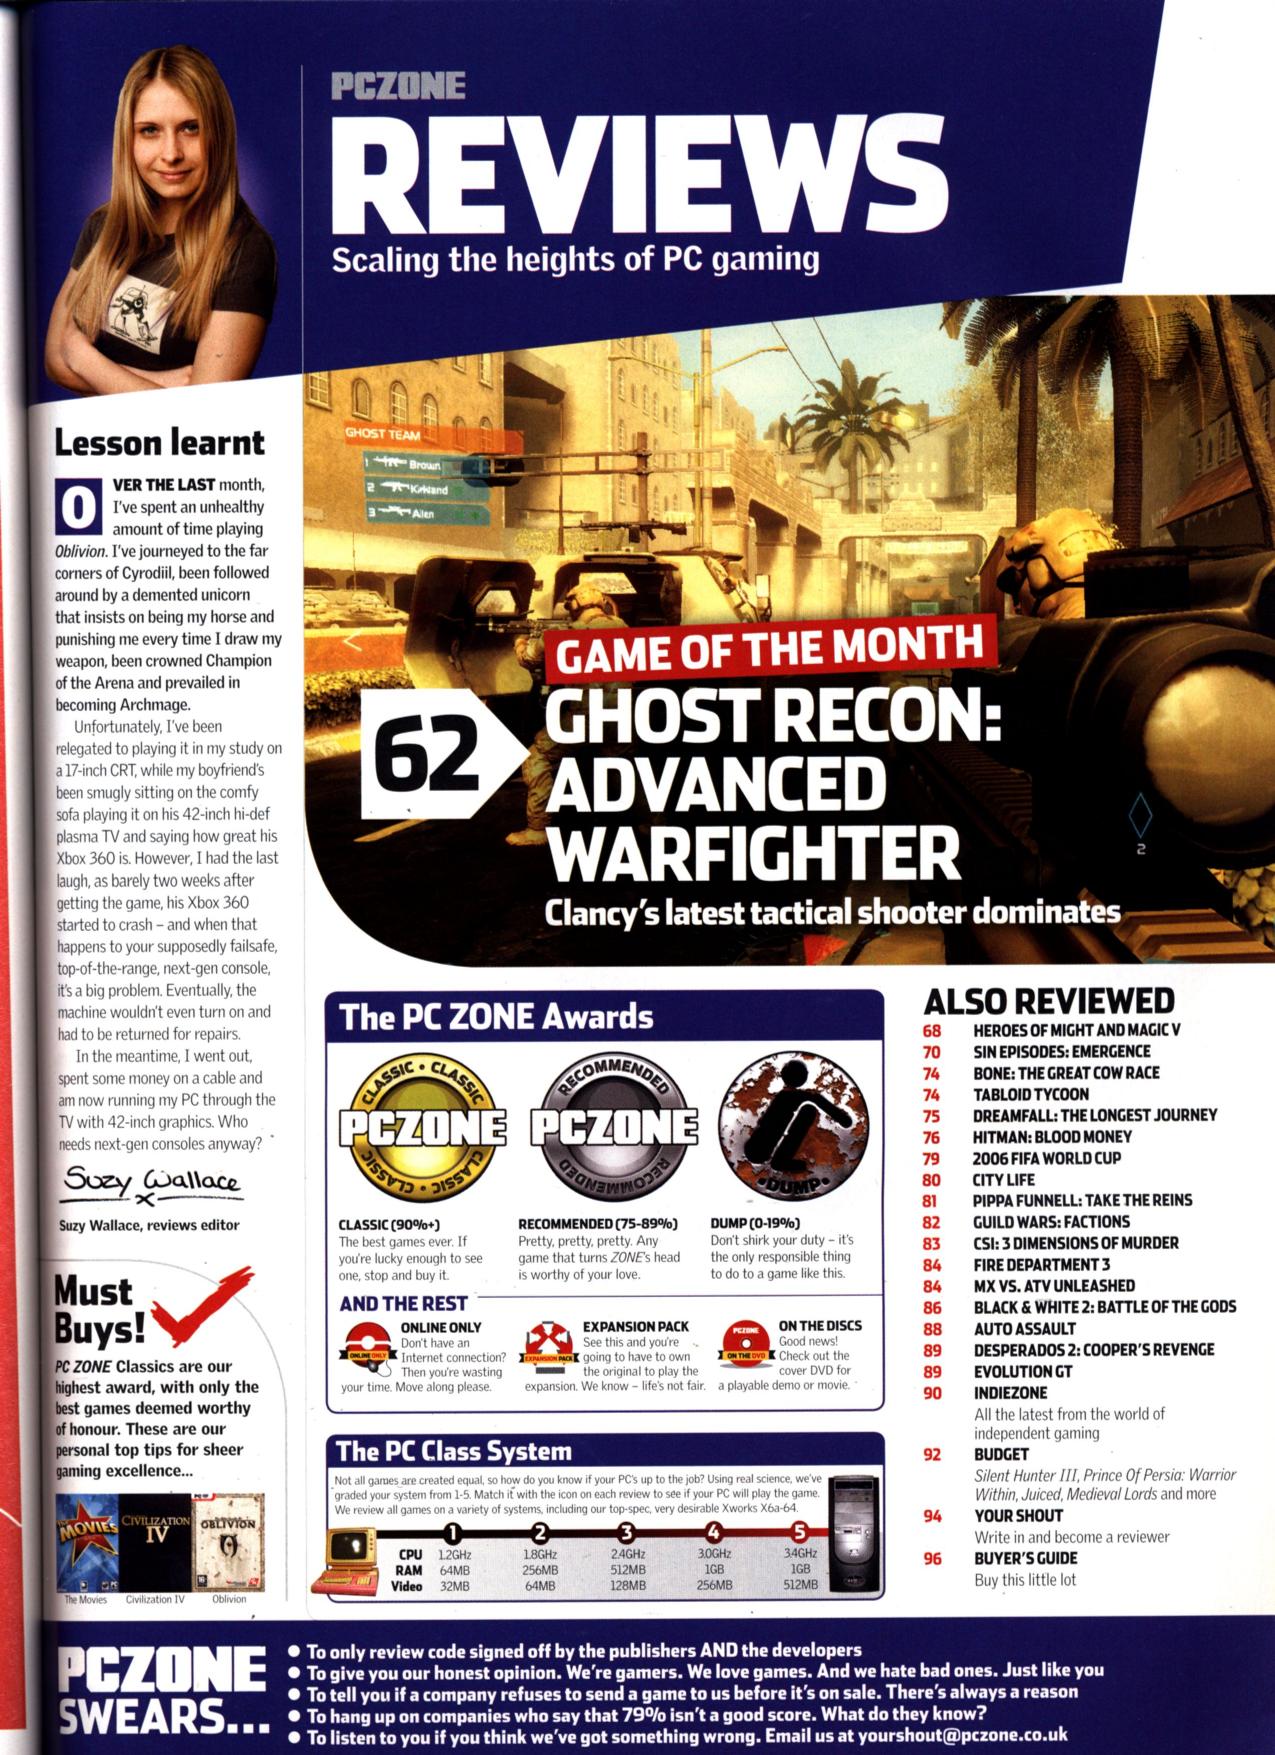 PCZONE
REVIEWS
Scaling the heights of PC gaming
Lesson learnt
OVER THE LAST month,
I've spent an unhealthy
amount of time playing
Oblivion. I've journeyed to the far
corners of Cyrodiil, been followed
around by a demented unicorn
that insists on being my horse and
punishing me every time I draw my
weapon, been crowned Champion
of the Arena and prevailed in
becoming Archmage.
Unfortunately, I've been
relegated to playing it in my study on
a 17-inch CRT, while my boyfriend's
been smugly sitting on the comfy
sofa playing it on his 42-inch hi-def
plasma TV and saying how great his
Xbox 360 is. However, I had the last
laugh, as barely two weeks after
getting the game, his Xbox 360
started to crash – and when that
happens to your supposedly failsafe,
top-of-the-range, next-gen console,
it's a big problem. Eventually, the
machine wouldn't even turn on and
had to be returned for repairs.
In the meantime, I went out,
spent some money on a cable and
am now running my PC through the
TV with 42-inch graphics. Who
needs next-gen consoles anyway?
Suzy Wallace
x
Suzy Wallace, reviews editor
Must
Buys!
PC ZONE Classics are our
highest award, with only the
best games deemed worthy
of honour. These are our
personal top tips for sheer
gaming excellence...
THE MOVIES
CIVILIZATION
IV
OBLIVION
The Movies Civilization IV Oblivion
GHOST TEAM
1 Brown
2 Kirkland
3 Allen
2
GAME OF THE MONTH
62
GHOST RECON:
ADVANCED
WARFIGHTER
Clancy's latest tactical shooter dominates
The PC ZONE Awards
CLASSIC • CLASSIC
PCZONE
CLASSIC • CLASSIC
RECOMMENDED
PCZONE
RECOMMENDED
•DUMP•
CLASSIC (90%+)
The best games ever. If
you're lucky enough to see
one, stop and buy it.
RECOMMENDED (75-89%)
Pretty, pretty, pretty. Any
game that turns ZONE's head
is worthy of your love.
DUMP (0-19%)
Don't shirk your duty – it's
the only responsible thing
to do to a game like this.
AND THE REST
ONLINE ONLY
ONLINE ONLY
Don't have an
Internet connection?
Then you're wasting
your time. Move along please.
EXPANSION PACK
EXPANSION PACK
See this and you're
going to have to own
the original to play the
expansion. We know – life's not fair.
PCZONE
ON THE DVD
ON THE DISCS
Good news!
Check out the
cover DVD for
a playable demo or movie.
The PC Class System
Not all games are created equal, so how do you know if your PC's up to the job? Using real science, we've
graded your system from 1-5. Match it with the icon on each review to see if your PC will play the game.
We review all games on a variety of systems, including our top-spec, very desirable Xworks X6a-64.
1 2 3 4 5
CPU 1.2GHz 1.8GHz 2.4GHz 3.0GHz 3.4GHz
RAM 64MB 256MB 512MB 1GB 1GB
Video 32MB 64MB 128MB 256MB 512MB
ALSO REVIEWED
68 HEROES OF MIGHT AND MAGIC V
70 SIN EPISODES: EMERGENCE
74 BONE: THE GREAT COW RACE
74 TABLOID TYCOON
75 DREAMFALL: THE LONGEST JOURNEY
76 HITMAN: BLOOD MONEY
79 2006 FIFA WORLD CUP
80 CITY LIFE
81 PIPPA FUNNELL: TAKE THE REINS
82 GUILD WARS: FACTIONS
83 CSI: 3 DIMENSIONS OF MURDER
84 FIRE DEPARTMENT 3
84 MX VS. ATV UNLEASHED
86 BLACK & WHITE 2: BATTLE OF THE GODS
88 AUTO ASSAULT
89 DESPERADOS 2: COOPER'S REVENGE
89 EVOLUTION GT
90 INDIEZONE
All the latest from the world of
independent gaming
92 BUDGET
Silent Hunter III, Prince Of Persia: Warrior
Within, Juiced, Medieval Lords and more
94 YOUR SHOUT
Write in and become a reviewer
96 BUYER'S GUIDE
Buy this little lot
PCZONE
SWEARS...
● To only review code signed off by the publishers AND the developers
● To give you our honest opinion. We're gamers. We love games. And we hate bad ones. Just like you
● To tell you if a company refuses to send a game to us before it's on sale. There's always a reason
● To hang up on companies who say that 79% isn't a good score. What do they know?
● To listen to you if you think we've got something wrong. Email us at yourshout@pczone.co.uk